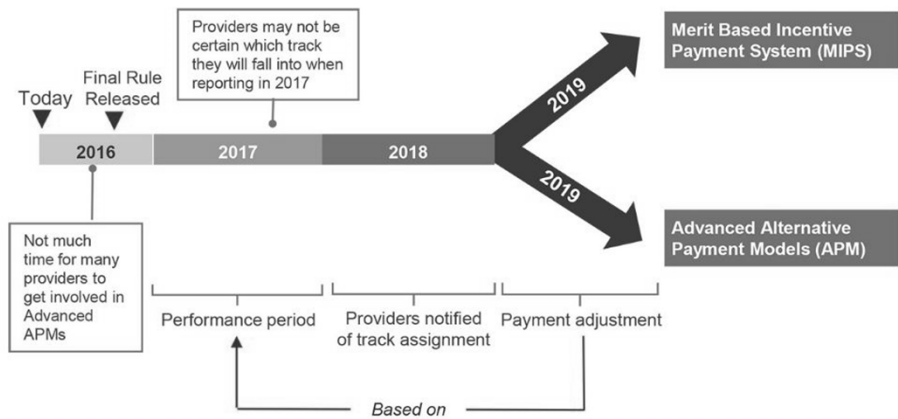 Providers may not be
certain which track
they will fall into when
reporting in 2017
Merit Based Incentive
Payment System (MIPS)
Today
Final Rule
Released
2019
2016
2017
2018
2019
Not much
time for many
providers to
get involved in
Advanced
APMs
Advanced Alternative
Payment Models (APM)
Performance period
Providers notified
of track assignment
Payment adjustment
Based on